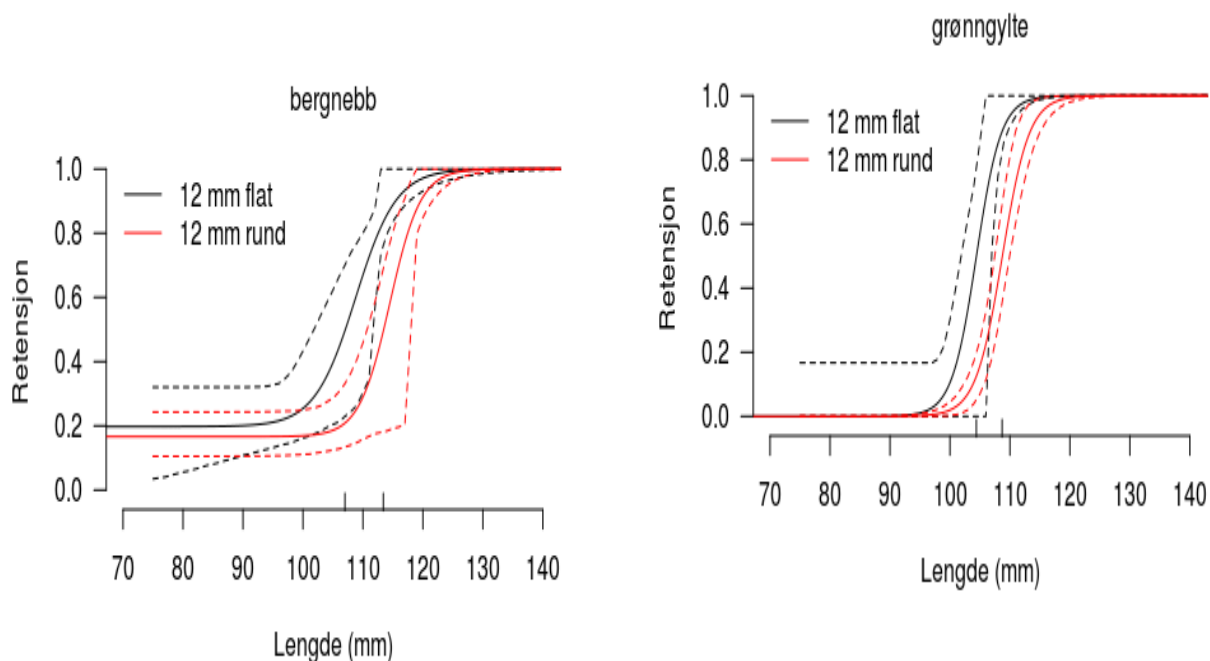 bergnebb
1.0
0.8
0.6
0.4
0.2
0.0
Retensjon
12 mm flat
12 mm rund
70 80 90 100 110 120 130 140
Lengde (mm)
grønngylte
1.0
0.8
0.6
0.4
0.2
0.0
Retensjon
12 mm flat
12 mm rund
70 80 90 100 110 120 130 140
Lengde (mm)